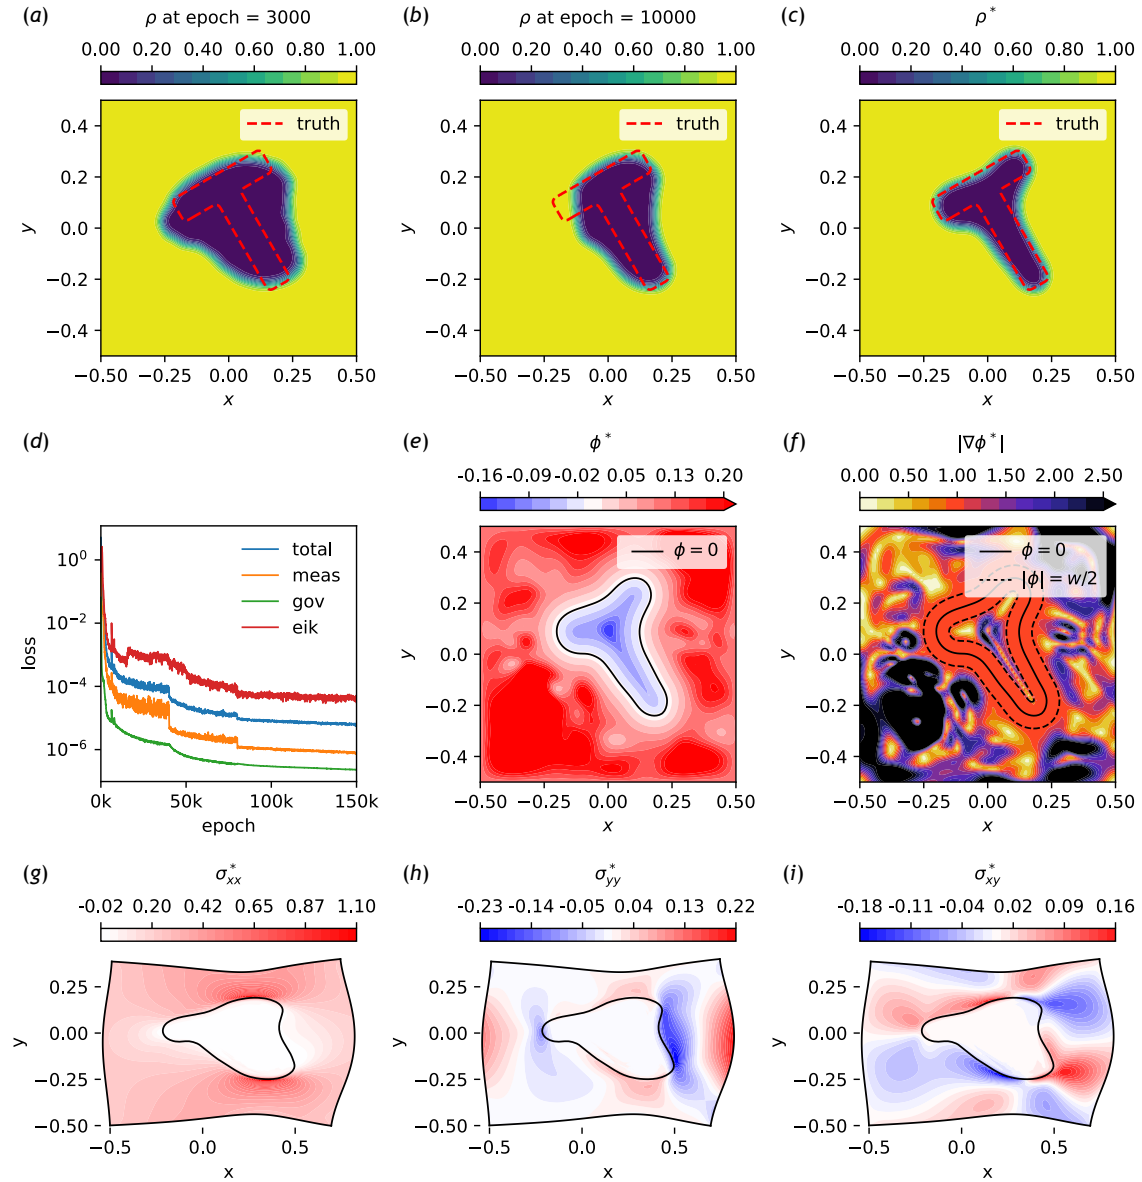 (a) ρ at epoch = 3000
0.00 0.20 0.40 0.60 0.80 1.00
truth
0.4
0.2
0.0
−0.2
−0.4
y
−0.50 −0.25 0.00 0.25 0.50
x
(b) ρ at epoch = 10000
0.00 0.20 0.40 0.60 0.80 1.00
truth
0.4
0.2
0.0
−0.2
−0.4
y
−0.50 −0.25 0.00 0.25 0.50
x
(c) ρ*
0.00 0.20 0.40 0.60 0.80 1.00
truth
0.4
0.2
0.0
−0.2
−0.4
y
−0.50 −0.25 0.00 0.25 0.50
x
(d)
total
meas
gov
eik
10⁰
10⁻²
10⁻⁴
10⁻⁶
loss
0k 50k 100k 150k
epoch
(e) ϕ*
-0.16 -0.09 -0.02 0.05 0.13 0.20
ϕ = 0
0.4
0.2
0.0
−0.2
−0.4
y
−0.50 −0.25 0.00 0.25 0.50
x
(f) |∇ϕ*|
0.00 0.50 1.00 1.50 2.00 2.50
ϕ = 0
|ϕ| = w/2
0.4
0.2
0.0
−0.2
−0.4
y
−0.50 −0.25 0.00 0.25 0.50
x
(g) σ*xx
-0.02 0.20 0.42 0.65 0.87 1.10
0.25
0.00
−0.25
−0.50
y
0.0 0.5
x
(h) σ*yy
-0.23 -0.14 -0.05 0.04 0.13 0.22
0.25
0.00
−0.25
−0.50
y
0.0 0.5
x
(i) σ*xy
-0.18 -0.11 -0.04 0.02 0.09 0.16
0.25
0.00
−0.25
−0.50
y
0.0 0.5
x